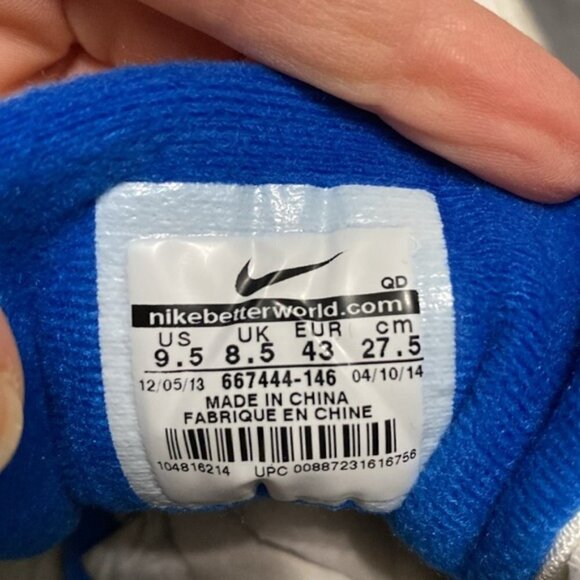 QD
nikebetterworld.com
US UK EUR cm
9.5 8.5 43 27.5
12/05/13 667444-146 04/10/14
MADE IN CHINA
FABRIQUE EN CHINE
104816214 UPC 00887231616756